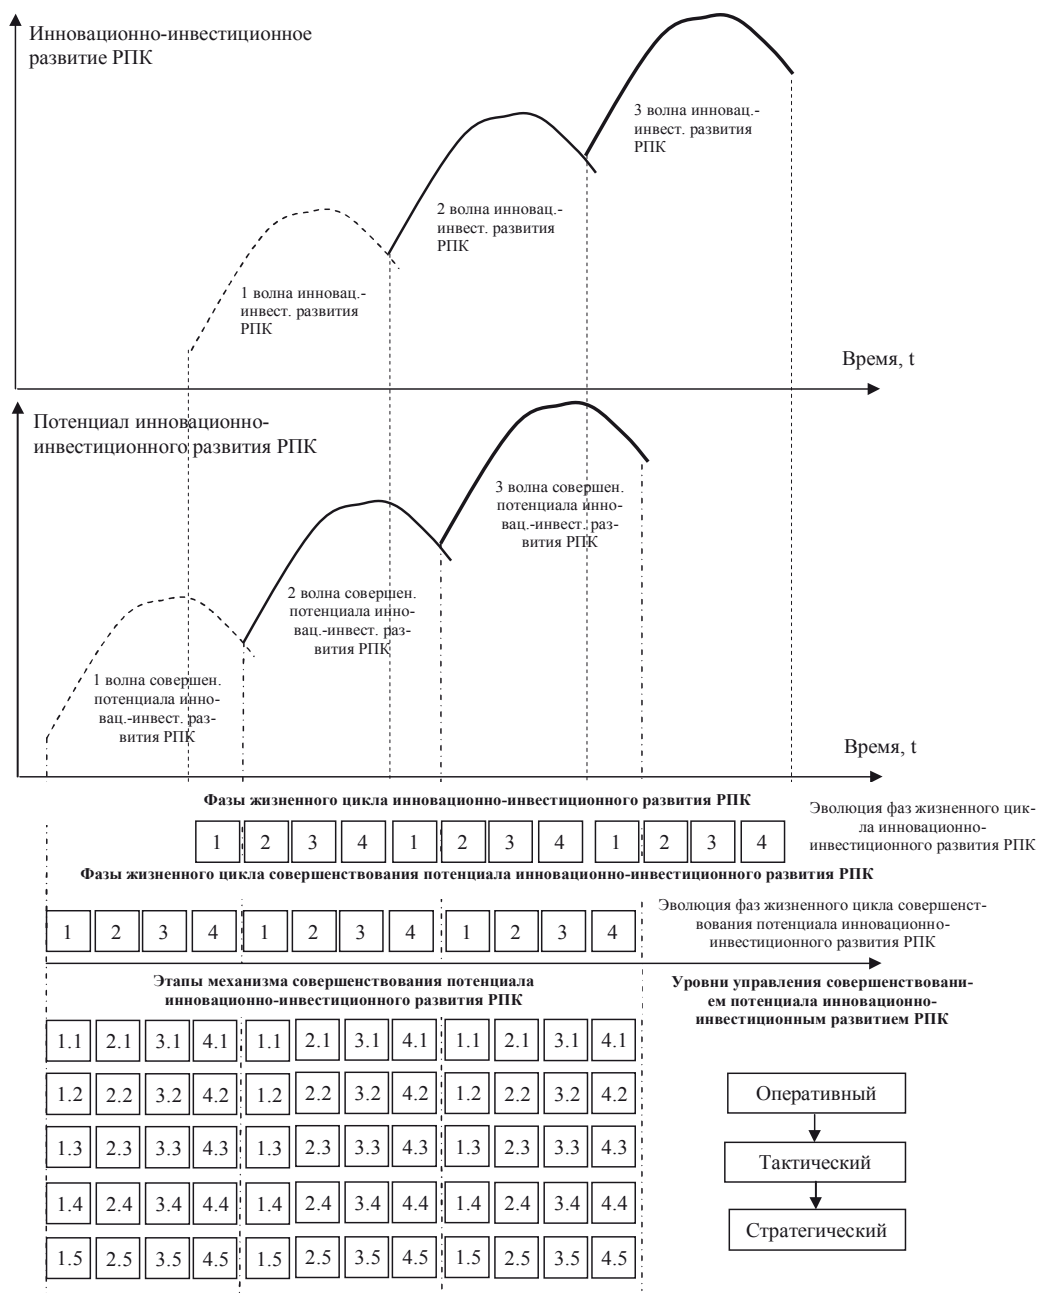 Инновационно-инвестиционное
развитие РПК
3 волна инновац.-
инвест. развития
РПК
2 волна инновац.-
инвест. развития
РПК
1 волна инновац.-
инвест. развития
РПК
Время, t
Потенциал инновационно-
инвестиционного развития РПК
3 волна совершен.
потенциала инно-
вац.-инвест. раз-
вития РПК
2 волна совершен.
потенциала инно-
вац.-инвест. раз-
вития РПК
1 волна совершен.
потенциала инно-
вац.-инвест. раз-
вития РПК
Время, t
Фазы жизненного цикла инновационно-инвестиционного развития РПК
Эволюция фаз жизненного цик-
ла инновационно-
инвестиционного развития РПК
1 2 3 4 1 2 3 4 1 2 3 4
Фазы жизненного цикла совершенствования потенциала инновационно-инвестиционного развития РПК
Эволюция фаз жизненного цикла совершенст-
вования потенциала инновационно-
инвестиционного развития РПК
1 2 3 4 1 2 3 4 1 2 3 4
Этапы механизма совершенствования потенциала
инновационно-инвестиционного развития РПК
Уровни управления совершенствовани-
ем потенциала инновационно-
инвестиционным развитием РПК
1.1 2.1 3.1 4.1 1.1 2.1 3.1 4.1 1.1 2.1 3.1 4.1
1.2 2.2 3.2 4.2 1.2 2.2 3.2 4.2 1.2 2.2 3.2 4.2
1.3 2.3 3.3 4.3 1.3 2.3 3.3 4.3 1.3 2.3 3.3 4.3
1.4 2.4 3.4 4.4 1.4 2.4 3.4 4.4 1.4 2.4 3.4 4.4
1.5 2.5 3.5 4.5 1.5 2.5 3.5 4.5 1.5 2.5 3.5 4.5
Оперативный
Тактический
Стратегический